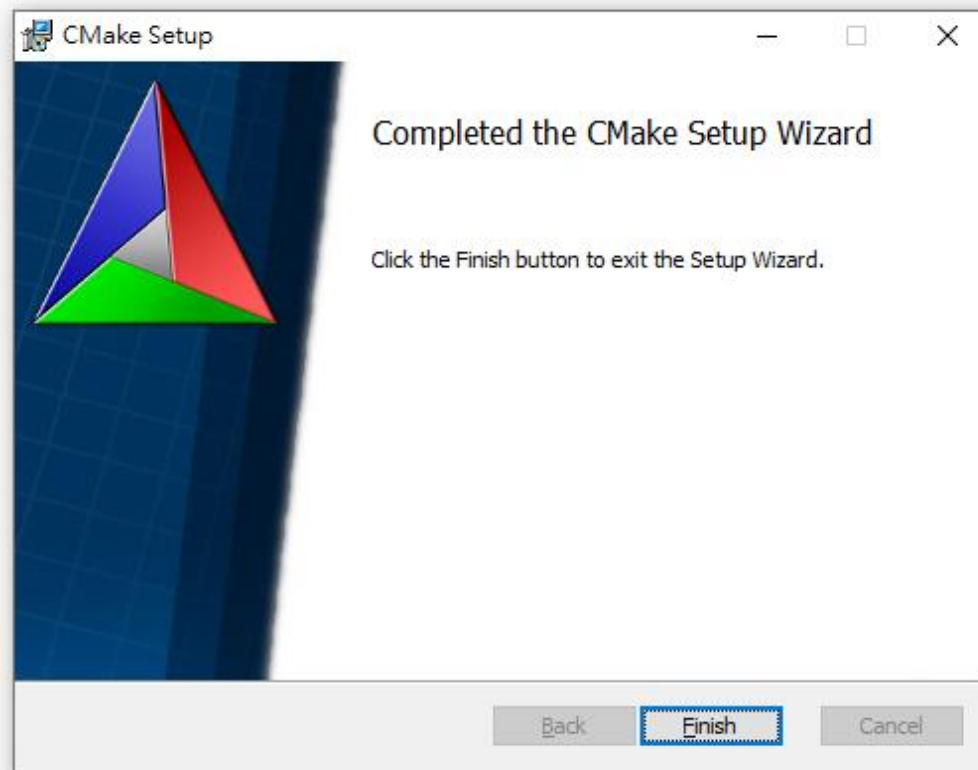 CMake Setup
Completed the CMake Setup Wizard
Click the Finish button to exit the Setup Wizard.
Back Finish Cancel